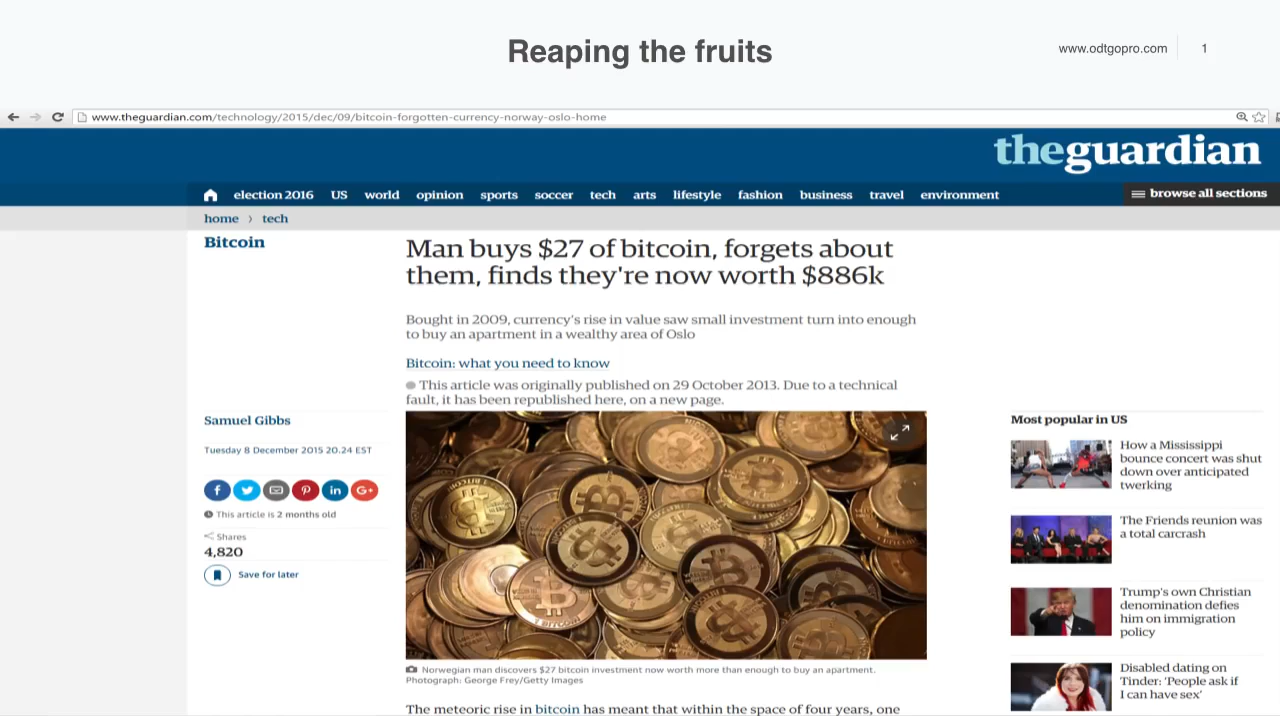 Reaping the fruits
www.odtgopro.com
1
www.theguardian.com/technology/2015/dec/09/bitcoin-forgotten-currency-norway-oslo-home
theguardian
election 2016 US world opinion sports soccer tech arts lifestyle fashion business travel environment
browse all sections
home › tech
Bitcoin
Man buys $27 of bitcoin, forgets about
them, finds they're now worth $886k
Bought in 2009, currency's rise in value saw small investment turn into enough
to buy an apartment in a wealthy area of Oslo
Bitcoin: what you need to know
This article was originally published on 29 October 2013. Due to a technical
fault, it has been republished here, on a new page.
Samuel Gibbs
Tuesday 8 December 2015 20.24 EST
This article is 2 months old
Shares
4,820
Save for later
Norwegian man discovers $27 bitcoin investment now worth more than enough to buy an apartment.
Photograph: George Frey/Getty Images
The meteoric rise in bitcoin has meant that within the space of four years, one
Most popular in US
How a Mississippi
bounce concert was shut
down over anticipated
twerking
The Friends reunion was
a total carcrash
Trump's own Christian
denomination defies
him on immigration
policy
Disabled dating on
Tinder: 'People ask if
I can have sex'